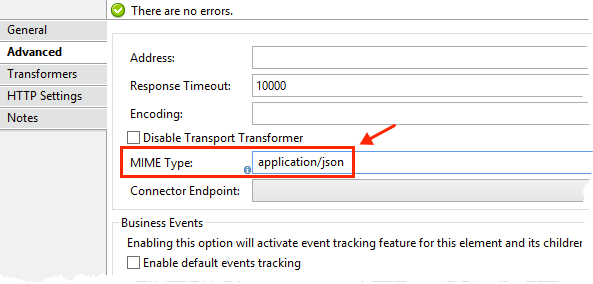 There are no errors.
General
Advanced
Transformers
HTTP Settings
Notes
Address:
Response Timeout: 10000
Encoding:
Disable Transport Transformer
MIME Type: application/json
Connector Endpoint:
Business Events
Enabling this option will activate event tracking feature for this element and its children
Enable default events tracking